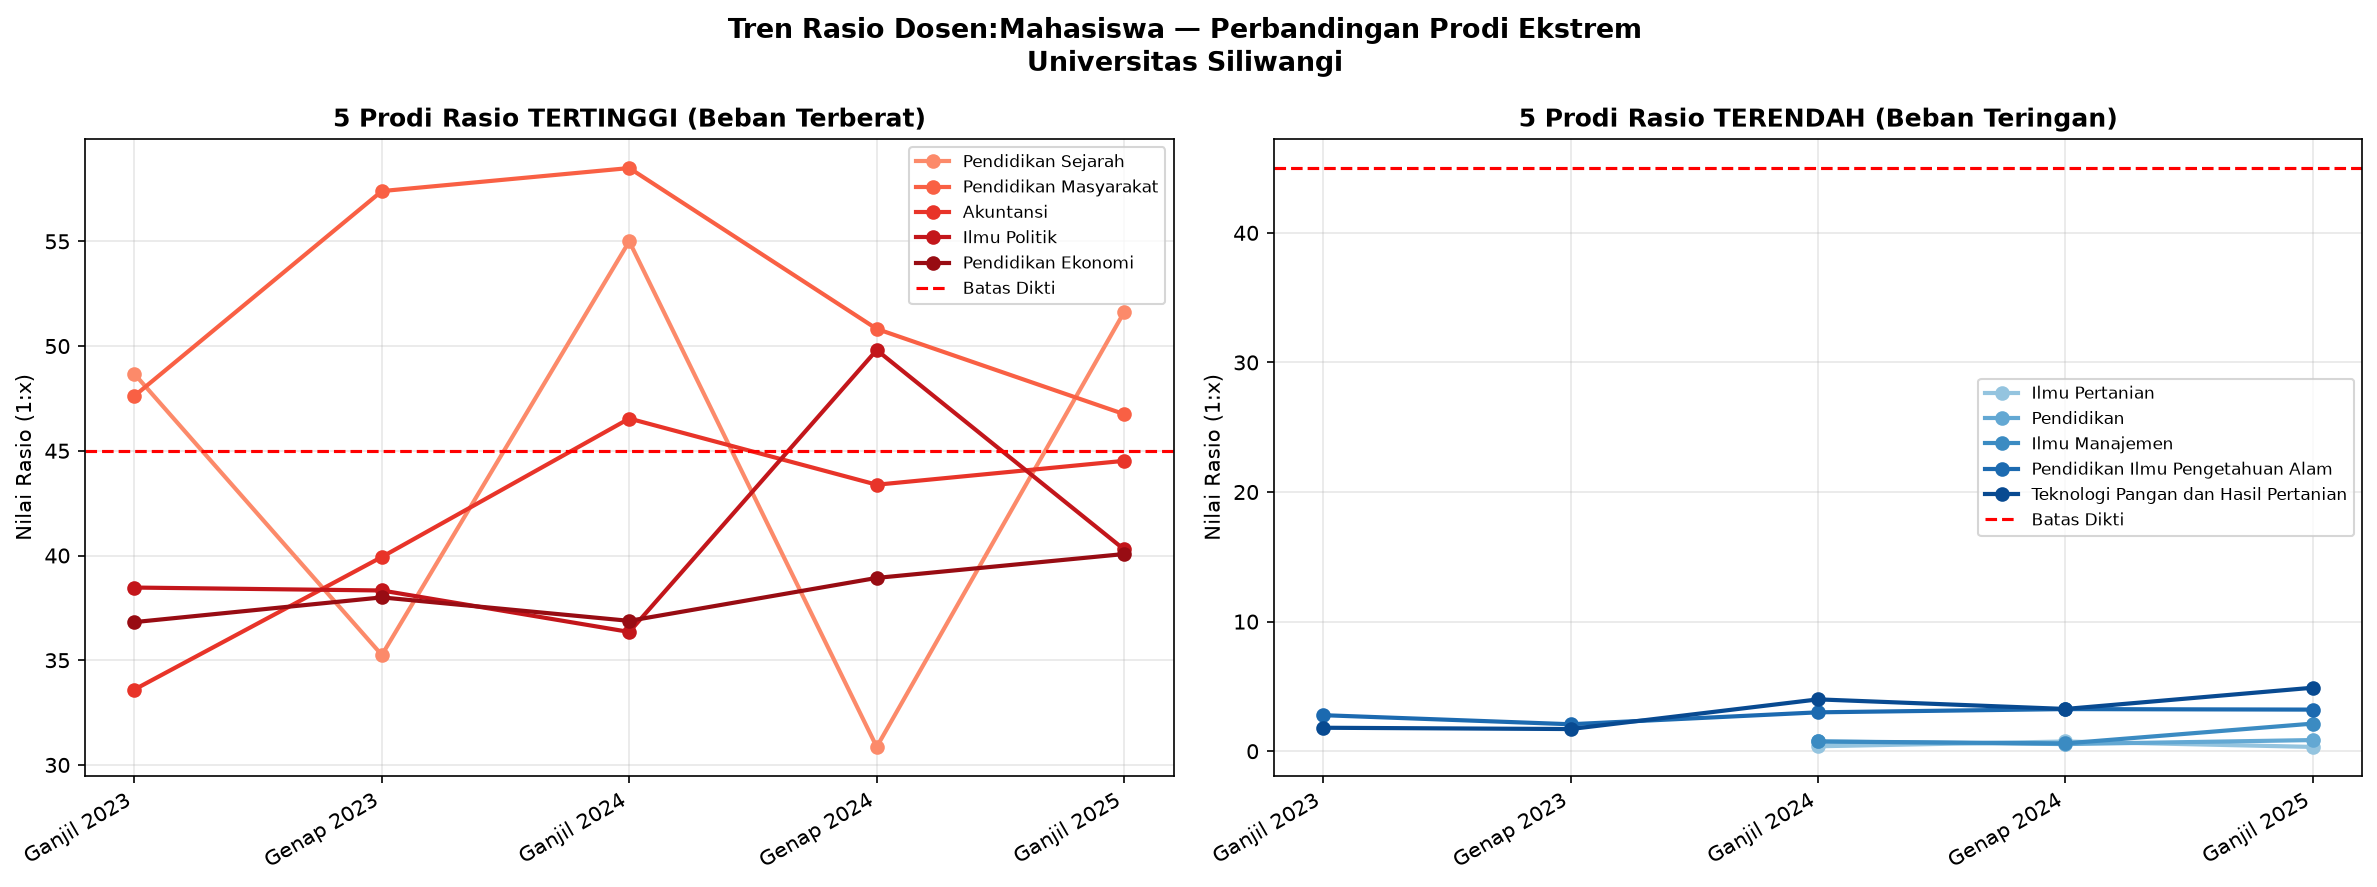 Tren Rasio Dosen:Mahasiswa — Perbandingan Prodi Ekstrem
Universitas Siliwangi
5 Prodi Rasio TERTINGGI (Beban Terberat)
Nilai Rasio (1:x)
55
50
45
40
35
30
Pendidikan Sejarah
Pendidikan Masyarakat
Akuntansi
Ilmu Politik
Pendidikan Ekonomi
Batas Dikti
Ganjil 2023
Genap 2023
Ganjil 2024
Genap 2024
Ganjil 2025
5 Prodi Rasio TERENDAH (Beban Teringan)
Nilai Rasio (1:x)
40
30
20
10
0
Ilmu Pertanian
Pendidikan
Ilmu Manajemen
Pendidikan Ilmu Pengetahuan Alam
Teknologi Pangan dan Hasil Pertanian
Batas Dikti
Ganjil 2023
Genap 2023
Ganjil 2024
Genap 2024
Ganjil 2025